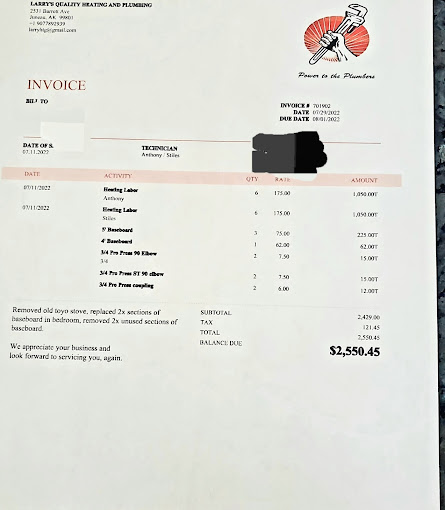 LARRY'S QUALITY HEATING AND PLUMBING
2531 Barrett Ave
Juneau, AK 99801
+1 9077892939
Power to the Plumbers
INVOICE
BILL TO
INVOICE # 701902
DATE 07/29/2022
DUE DATE 08/01/2022
DATE OF S. TECHNICIAN
07.11.2022 Anthony / Stiles
DATE ACTIVITY QTY RATE AMOUNT
07/11/2022 Heating Labor 6 175.00 1,050.00T
Anthony
07/11/2022 Heating Labor 6 175.00 1,050.00T
Stiles
5' Baseboard 3 75.00 225.00T
4' Baseboard 1 62.00 62.00T
3/4 Pro Press 90 Elbow 2 7.50 15.00T
3/4
3/4 Pro Press ST 90 elbow 2 7.50 15.00T
3/4 Pro Press coupling 2 6.00 12.00T
Removed old toyo stove, replaced 2x sections of
baseboard in bedroom, removed 2x unused sections of
baseboard.
We appreciate your business and
look forward to servicing you, again.
SUBTOTAL 2,429.00
TAX 121.45
TOTAL 2,550.45
BALANCE DUE $2,550.45